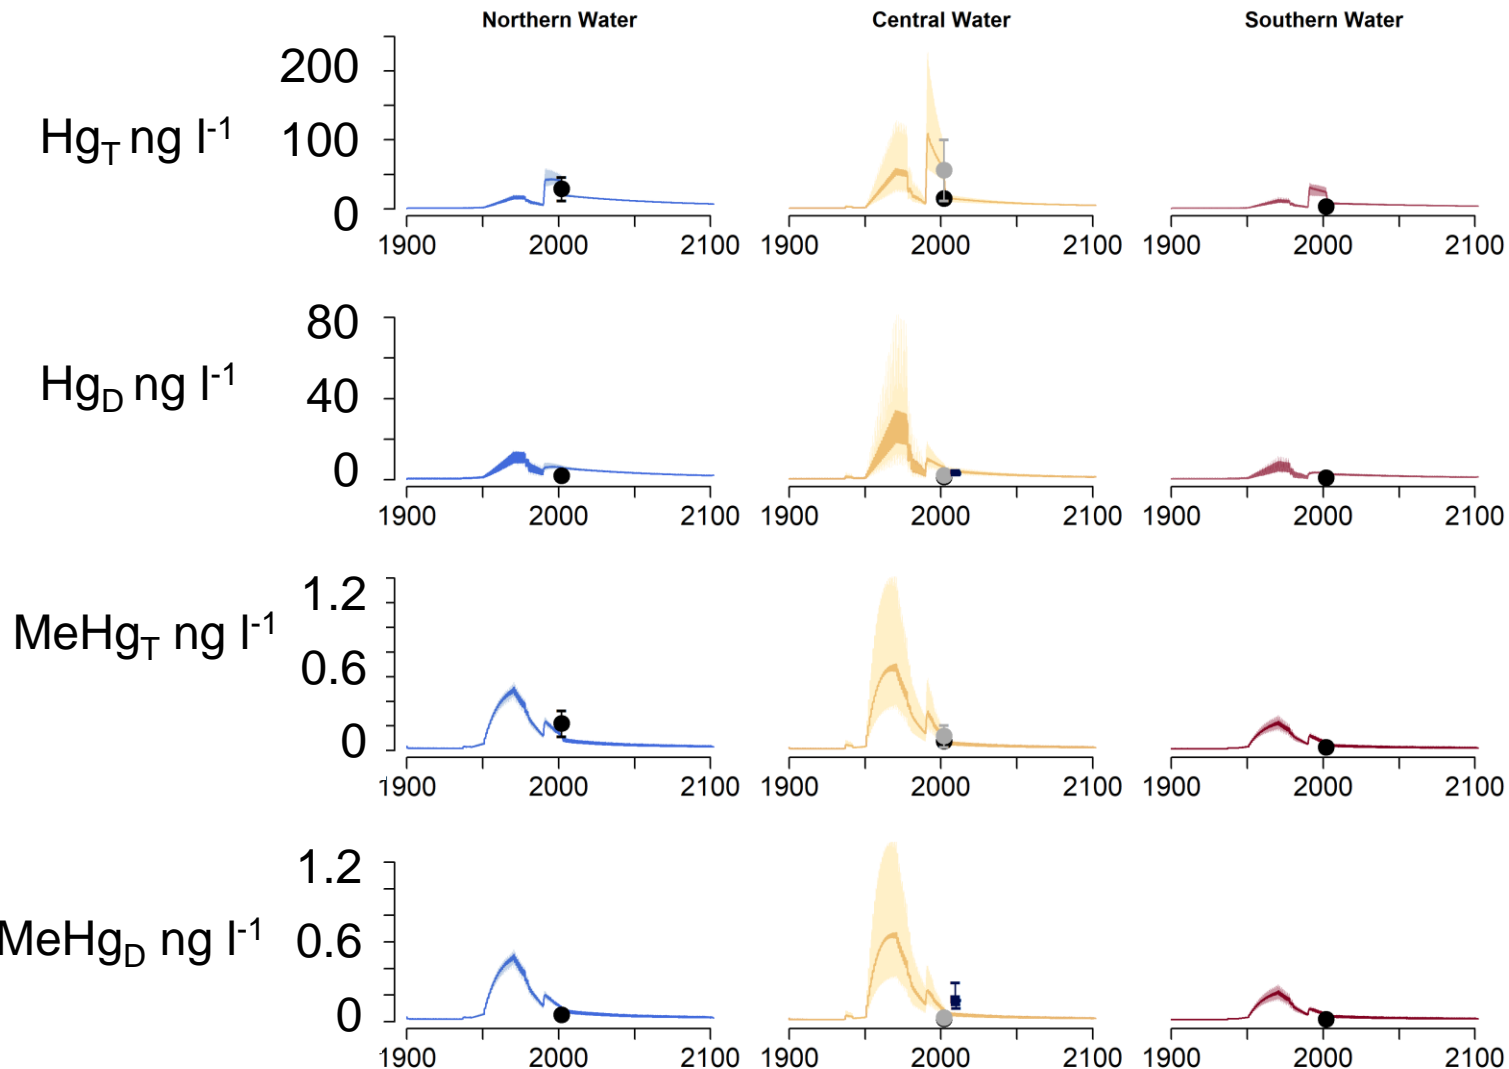 Northern Water Central Water Southern Water
200
HgT ng l-1 100
0
1900 2000 2100 1900 2000 2100 1900 2000 2100
80
HgD ng l-1 40
0
1900 2000 2100 1900 2000 2100 1900 2000 2100
1.2
MeHgT ng l-1 0.6
0
1900 2000 2100 1900 2000 2100 1900 2000 2100
1.2
MeHgD ng l-1 0.6
0
1900 2000 2100 1900 2000 2100 1900 2000 2100